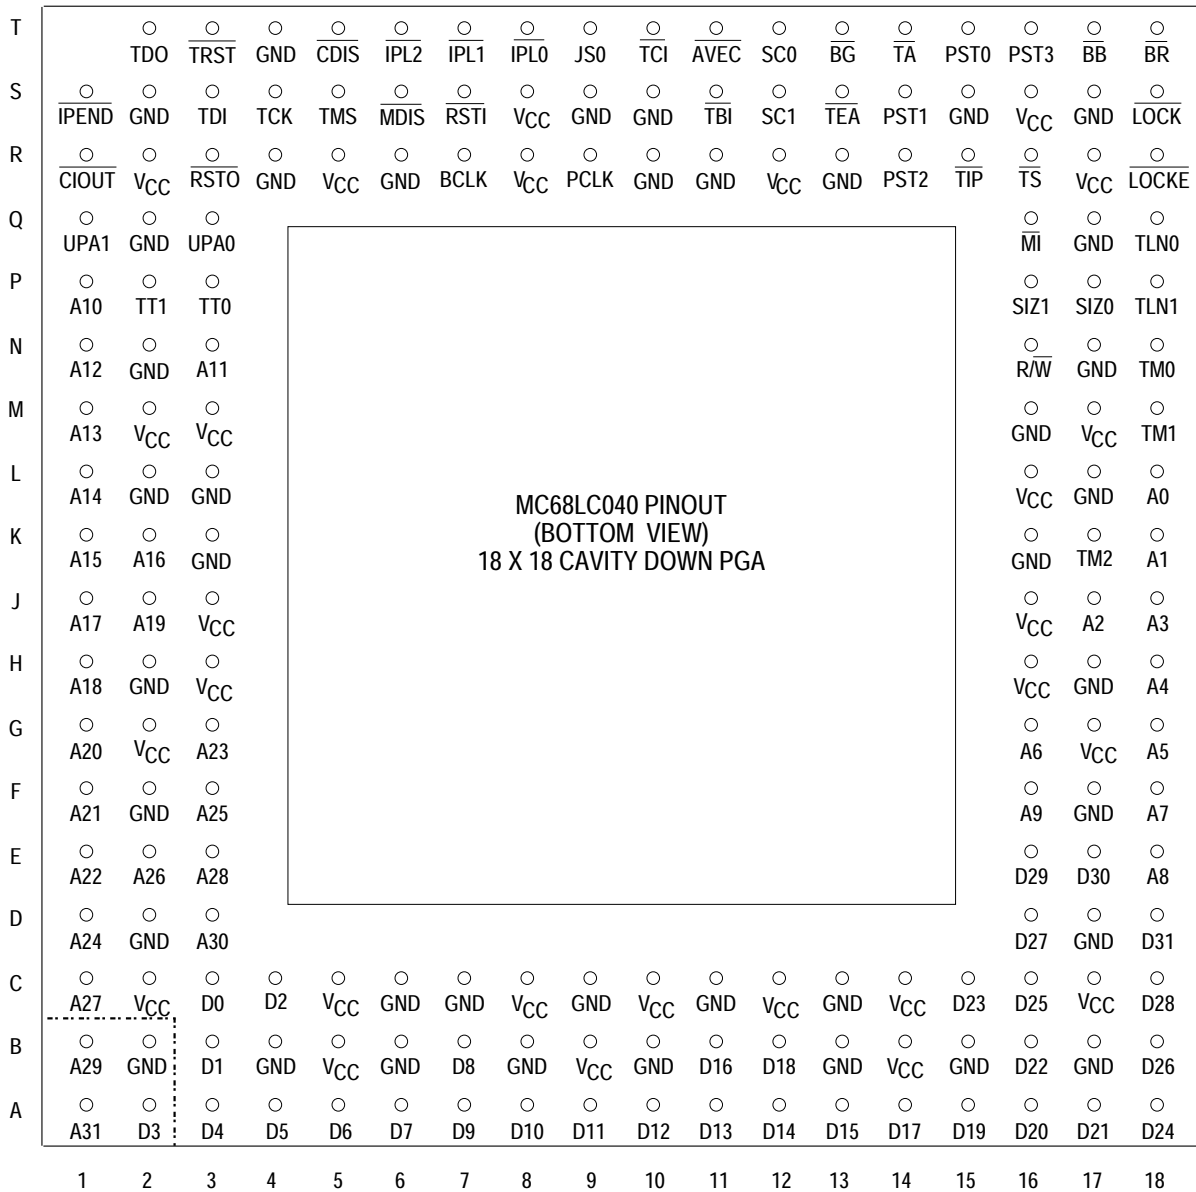 T
TDO TRST GND CDIS IPL2 IPL1 IPL0 JS0 TCI AVEC SC0 BG TA PST0 PST3 BB BR
S
IPEND GND TDI TCK TMS MDIS RSTI VCC GND GND TBI SC1 TEA PST1 GND VCC GND LOCK
R
CIOUT VCC RSTO GND VCC GND BCLK VCC PCLK GND GND VCC GND PST2 TIP TS VCC LOCKE
Q
UPA1 GND UPA0 MI GND TLN0
P
A10 TT1 TT0 SIZ1 SIZ0 TLN1
N
A12 GND A11 R/W GND TM0
M
A13 VCC VCC GND VCC TM1
L
A14 GND GND VCC GND A0
MC68LC040 PINOUT
(BOTTOM VIEW)
18 X 18 CAVITY DOWN PGA
K
A15 A16 GND GND TM2 A1
J
A17 A19 VCC VCC A2 A3
H
A18 GND VCC VCC GND A4
G
A20 VCC A23 A6 VCC A5
F
A21 GND A25 A9 GND A7
E
A22 A26 A28 D29 D30 A8
D
A24 GND A30 D27 GND D31
C
A27 VCC D0 D2 VCC GND GND VCC GND VCC GND VCC GND VCC D23 D25 VCC D28
B
A29 GND D1 GND VCC GND D8 GND VCC GND D16 D18 GND VCC GND D22 GND D26
A
A31 D3 D4 D5 D6 D7 D9 D10 D11 D12 D13 D14 D15 D17 D19 D20 D21 D24
1 2 3 4 5 6 7 8 9 10 11 12 13 14 15 16 17 18